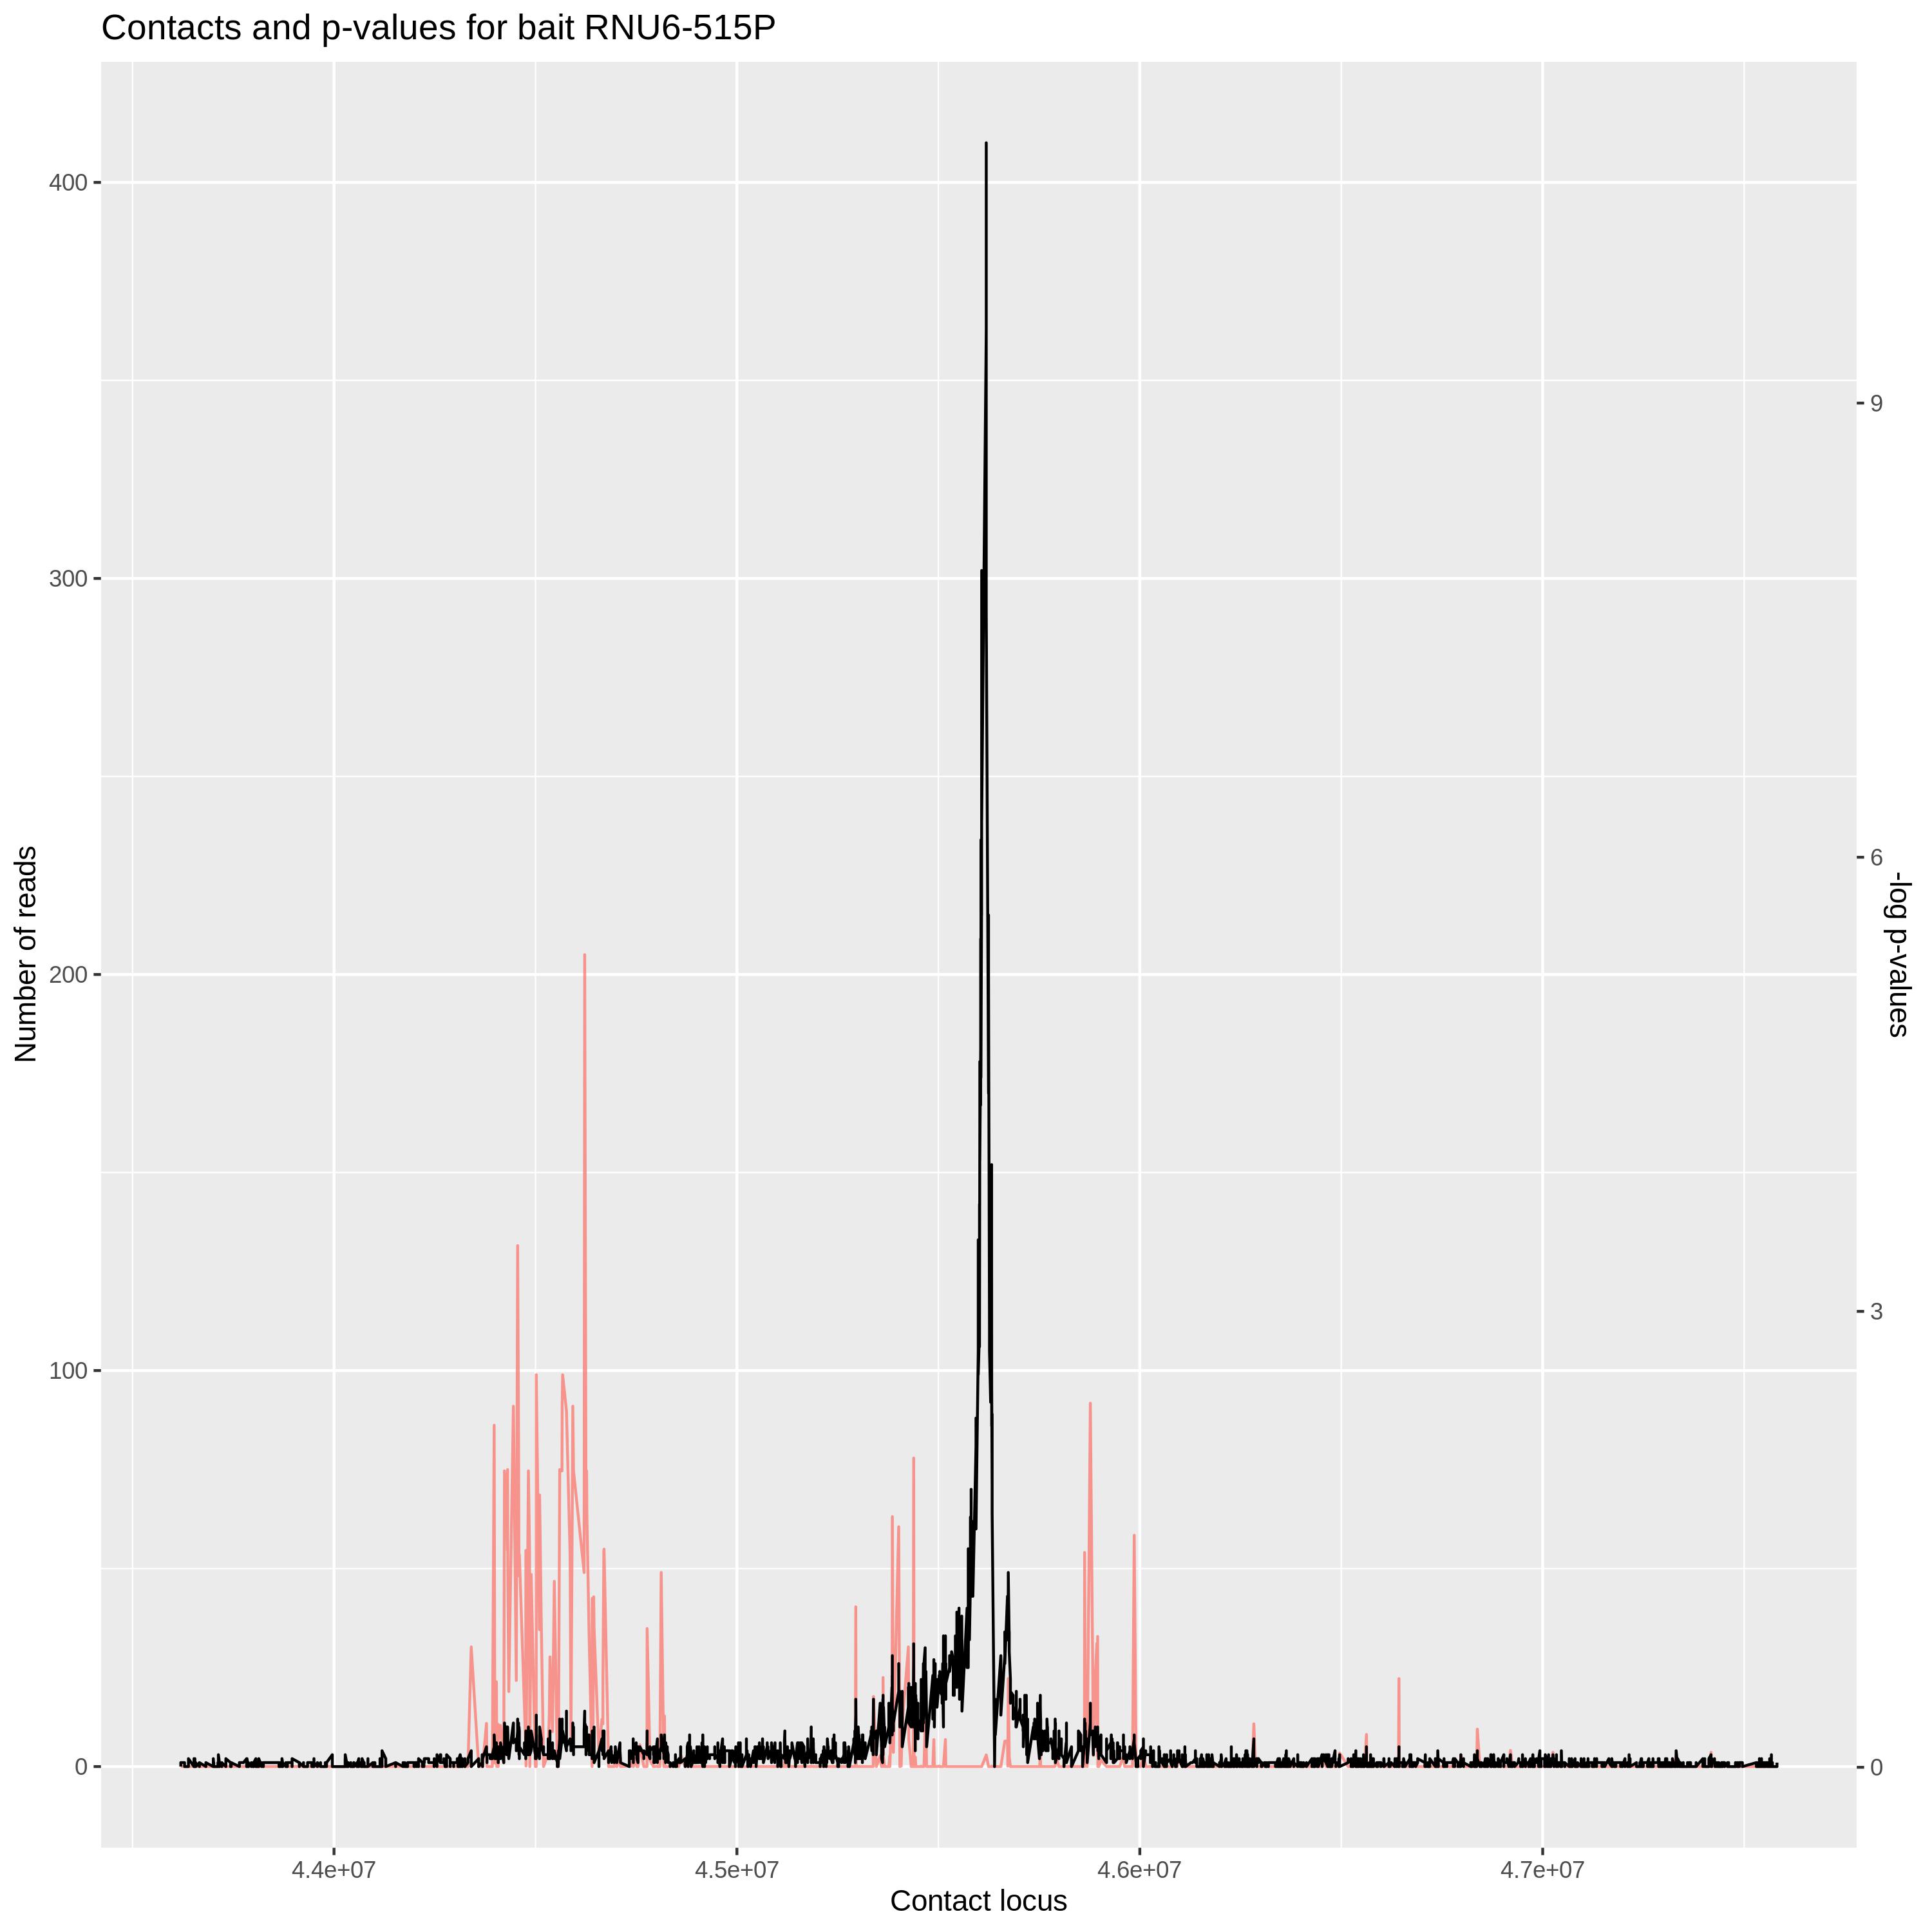 Contacts and p-values for bait RNU6-515P
400
300
200
100
0
9
6
3
0
Number of reads
-log p-values
4.4e+07
4.5e+07
4.6e+07
4.7e+07
Contact locus